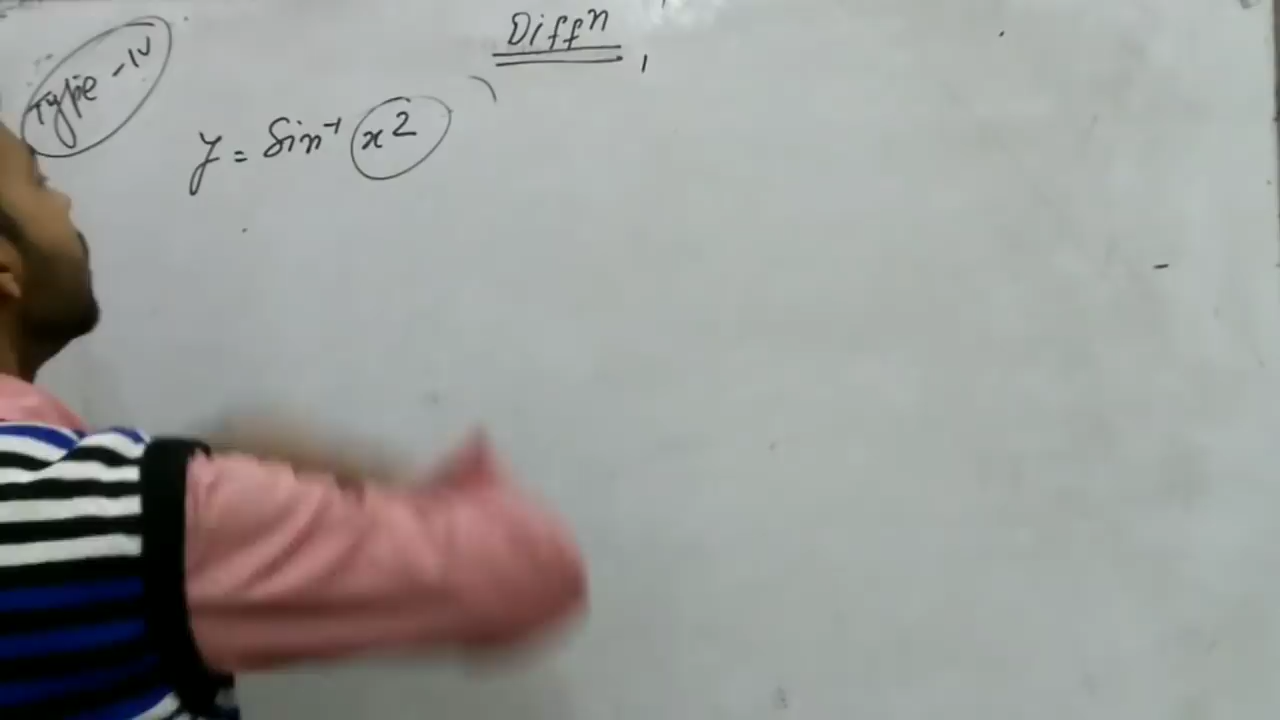 Diffⁿ
Type-IV
y = Sin⁻¹ x²